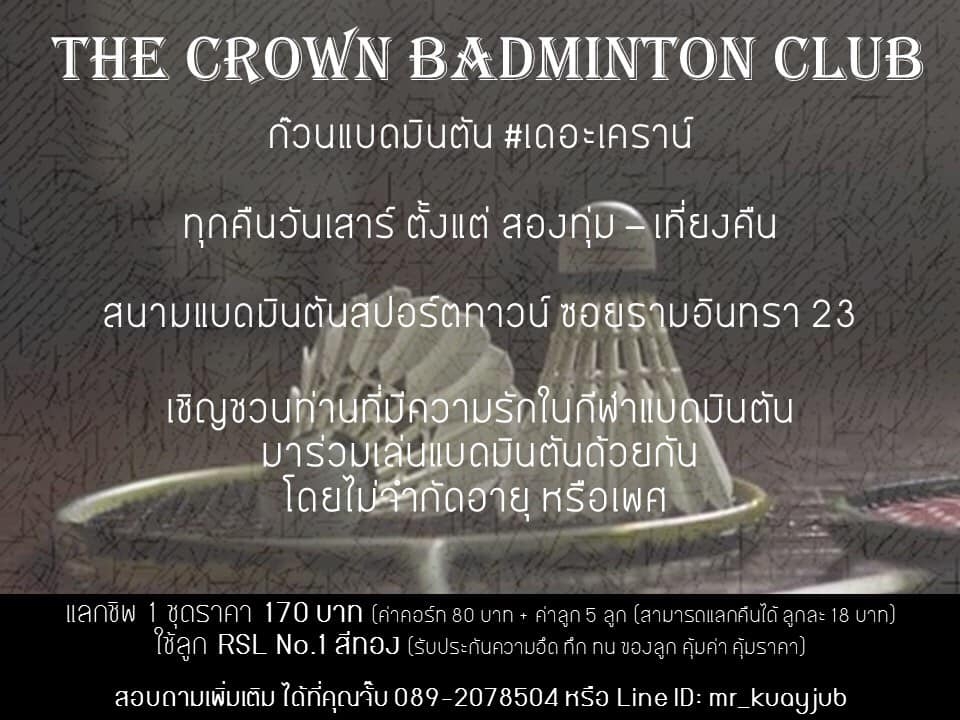 THE CROWN BADMINTON CLUB
ก๊วนแบดมินตัน #เดอะเคราน์
ทุกคืนวันเสาร์ ตั้งแต่ สองทุ่ม – เที่ยงคืน
สนามแบดมินตันสปอร์ตทาวน์ ซอยรามอินทรา 23
เชิญชวนท่านที่มีความรักในกีฬาแบดมินตัน
มาร่วมเล่นแบดมินตันด้วยกัน
โดยไม่จำกัดอายุ หรือเพศ
แลกชิพ 1 ชุดราคา 170 บาท (ค่าคอร์ท 80 บาท + ค่าลูก 5 ลูก (สามารถแลกคืนได้ ลูกละ 18 บาท)
ใช้ลูก RSL No.1 สีทอง (รับประกันความอึด ทึก ทน ของลูก คุ้มค่า คุ้มราคา)
สอบถามเพิ่มเติม ได้ที่คุณจั๊บ 089-2078504 หรือ Line ID: mr_kuayjub